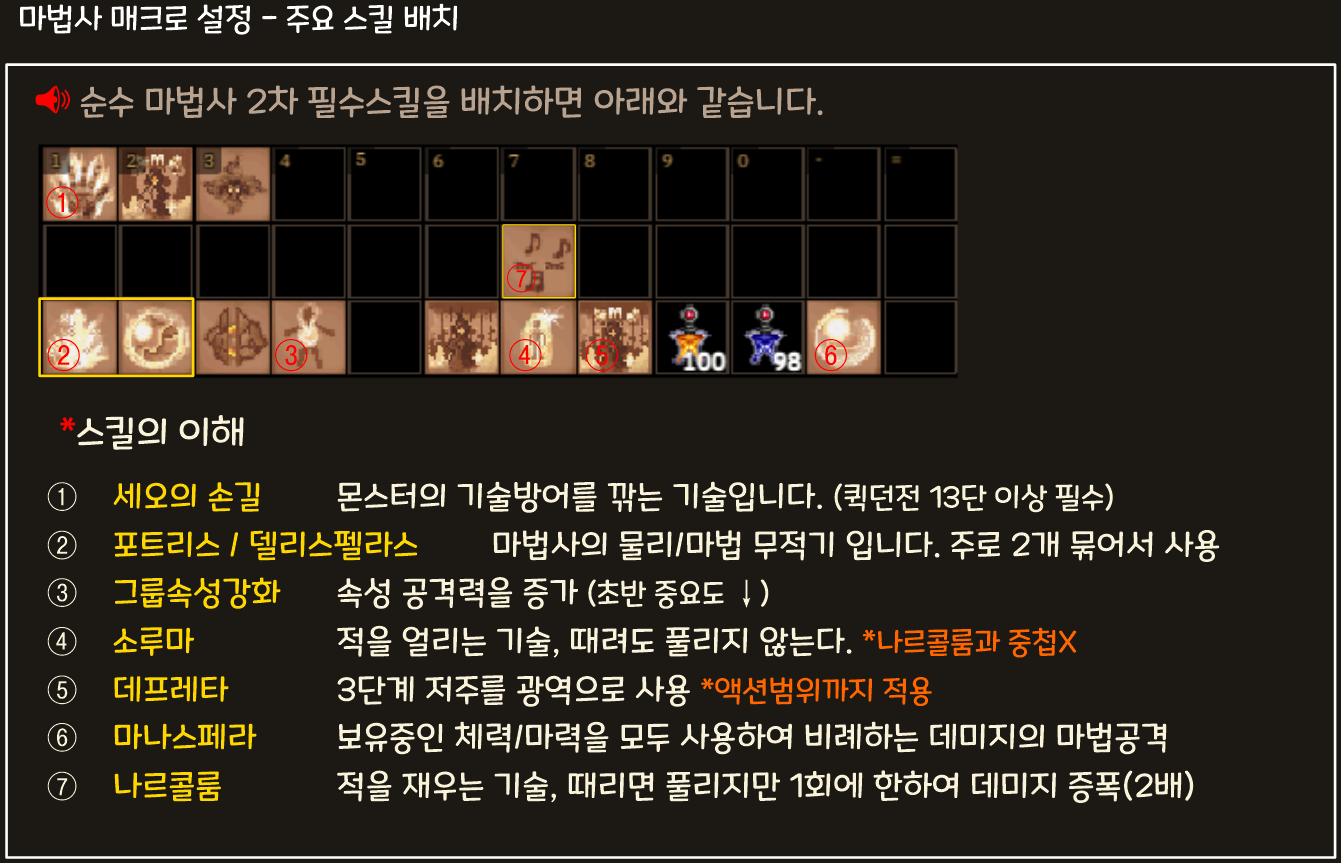 마법사 매크로 설정 - 주요 스킬 배치
순수 마법사 2차 필수스킬을 배치하면 아래와 같습니다.
1 2 3 4 5 6 7 8 9 0 - =
①
⑦
② ③ ④ ⑤ 100 98 ⑥
*스킬의 이해
① 세오의 손길 몬스터의 기술방어를 깎는 기술입니다. (퀵던전 13단 이상 필수)
② 포트리스 / 델리스펠라스 마법사의 물리/마법 무적기 입니다. 주로 2개 묶어서 사용
③ 그룹속성강화 속성 공격력을 증가 (초반 중요도 ↓)
④ 소루마 적을 얼리는 기술, 때려도 풀리지 않는다. *나르콜룸과 중첩X
⑤ 데프레타 3단계 저주를 광역으로 사용 *액션범위까지 적용
⑥ 마나스페라 보유중인 체력/마력을 모두 사용하여 비례하는 데미지의 마법공격
⑦ 나르콜룸 적을 재우는 기술, 때리면 풀리지만 1회에 한하여 데미지 증폭(2배)